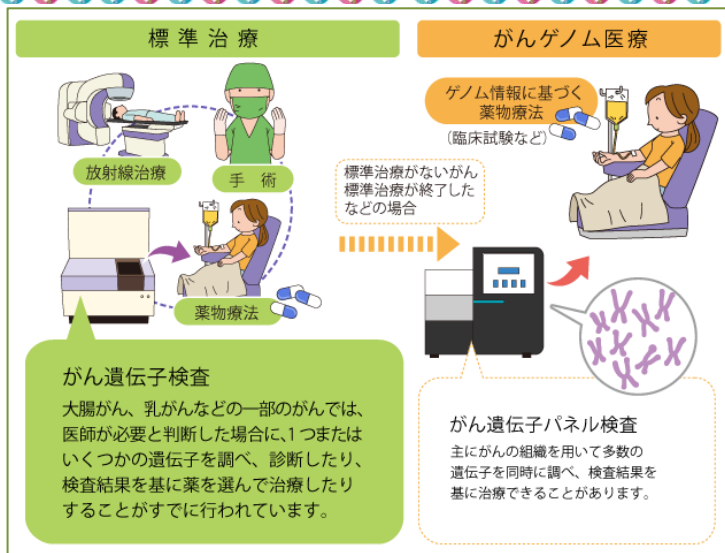 標準治療
がんゲノム医療
放射線治療
手術
薬物療法
標準治療がないがん
標準治療が終了した
などの場合
ゲノム情報に基づく
薬物療法
(臨床試験など)
がん遺伝子検査
大腸がん、乳がんなどの一部のがんでは、
医師が必要と判断した場合に、1つまたは
いくつかの遺伝子を調べ、診断したり、
検査結果を基に薬を選んで治療したり
することがすでに行われています。
がん遺伝子パネル検査
主にがんの組織を用いて多数の
遺伝子を同時に調べ、検査結果を
基に治療できることがあります。